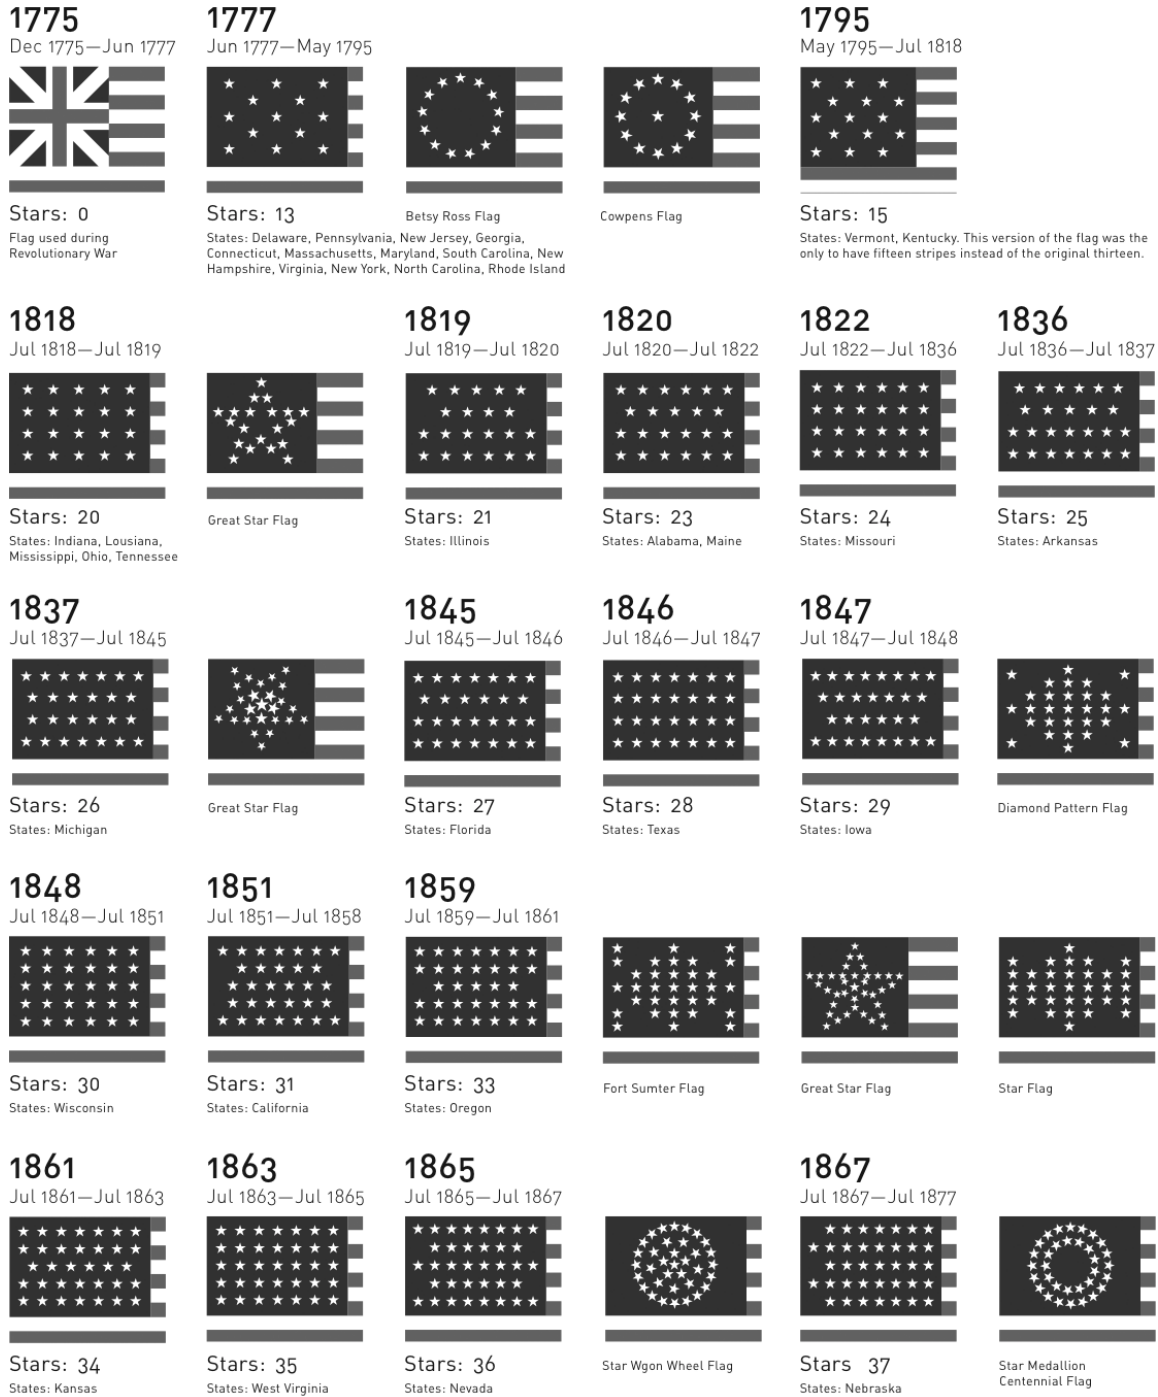 1775
Dec 1775—Jun 1777
Stars: 0
Flag used during
Revolutionary War
1777
Jun 1777—May 1795
Stars: 13
States: Delaware, Pennsylvania, New Jersey, Georgia,
Connecticut, Massachusetts, Maryland, South Carolina, New
Hampshire, Virginia, New York, North Carolina, Rhode Island
Betsy Ross Flag
Cowpens Flag
1795
May 1795—Jul 1818
Stars: 15
States: Vermont, Kentucky. This version of the flag was the
only to have fifteen stripes instead of the original thirteen.
1818
Jul 1818—Jul 1819
Stars: 20
States: Indiana, Lousiana,
Mississippi, Ohio, Tennessee
Great Star Flag
1819
Jul 1819—Jul 1820
Stars: 21
States: Illinois
1820
Jul 1820—Jul 1822
Stars: 23
States: Alabama, Maine
1822
Jul 1822—Jul 1836
Stars: 24
States: Missouri
1836
Jul 1836—Jul 1837
Stars: 25
States: Arkansas
1837
Jul 1837—Jul 1845
Stars: 26
States: Michigan
Great Star Flag
1845
Jul 1845—Jul 1846
Stars: 27
States: Florida
1846
Jul 1846—Jul 1847
Stars: 28
States: Texas
1847
Jul 1847—Jul 1848
Stars: 29
States: Iowa
Diamond Pattern Flag
1848
Jul 1848—Jul 1851
Stars: 30
States: Wisconsin
1851
Jul 1851—Jul 1858
Stars: 31
States: California
1859
Jul 1859—Jul 1861
Stars: 33
States: Oregon
Fort Sumter Flag
Great Star Flag
Star Flag
1861
Jul 1861—Jul 1863
Stars: 34
States: Kansas
1863
Jul 1863—Jul 1865
Stars: 35
States: West Virginia
1865
Jul 1865—Jul 1867
Stars: 36
States: Nevada
Star Wgon Wheel Flag
1867
Jul 1867—Jul 1877
Stars 37
States: Nebraska
Star Medallion
Centennial Flag